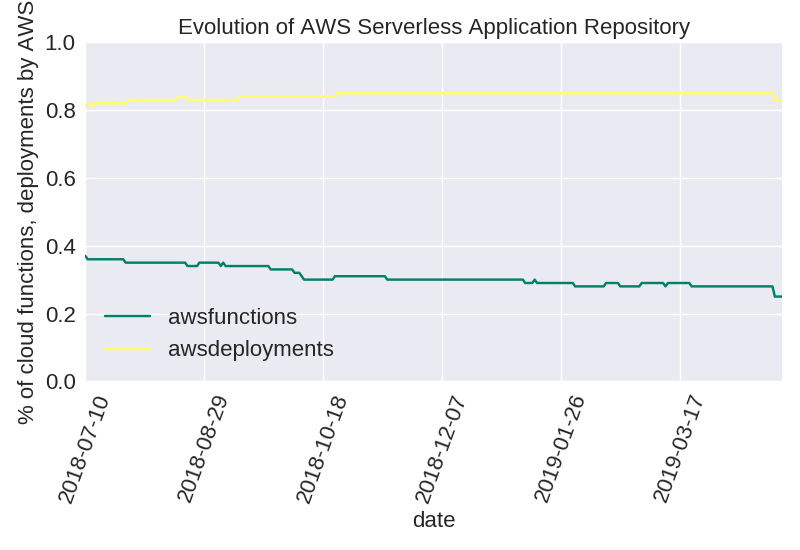 Evolution of AWS Serverless Application Repository
% of cloud functions, deployments by AWS
1.0
0.8
0.6
0.4
0.2
0.0
awsfunctions
awsdeployments
2018-07-10
2018-08-29
2018-10-18
2018-12-07
2019-01-26
2019-03-17
date